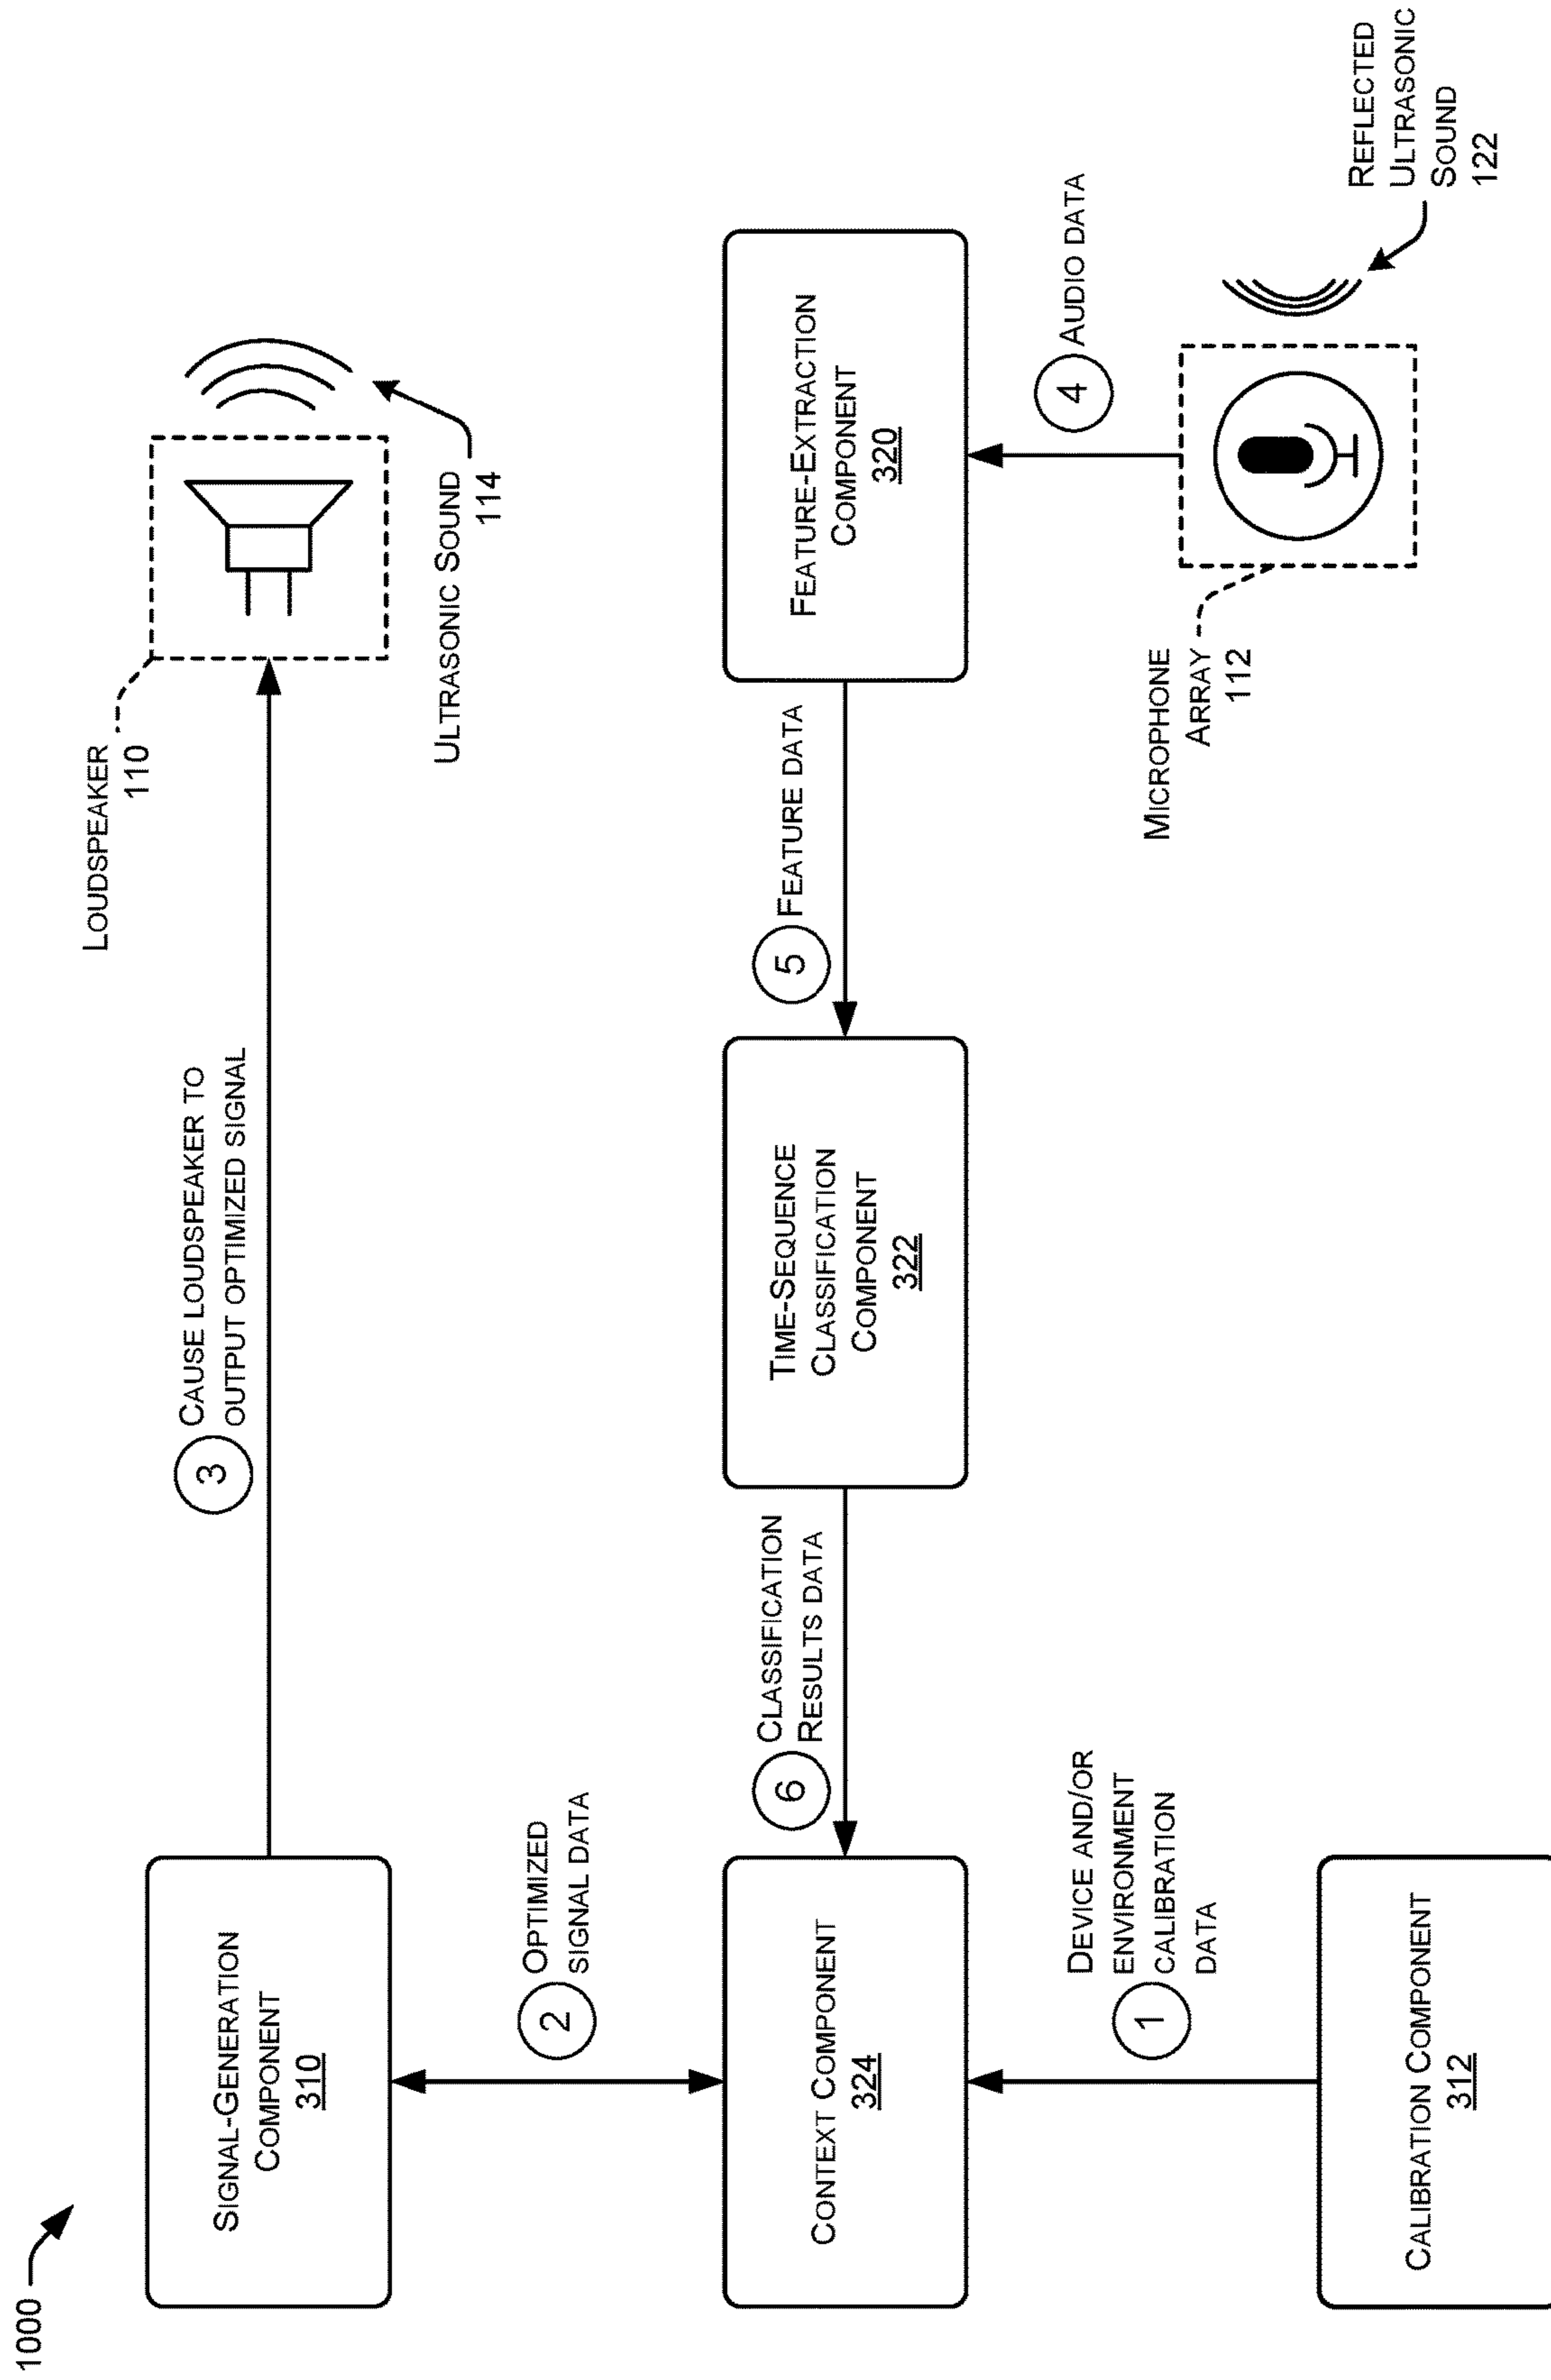 1000
SIGNAL-GENERATION
COMPONENT
310
3
CAUSE LOUDSPEAKER TO
OUTPUT OPTIMIZED SIGNAL
LOUDSPEAKER
110
ULTRASONIC SOUND
114
2
OPTIMIZED
SIGNAL DATA
CONTEXT COMPONENT
324
6
CLASSIFICATION
RESULTS DATA
TIME-SEQUENCE
CLASSIFICATION
COMPONENT
322
5
FEATURE DATA
FEATURE-EXTRACTION
COMPONENT
320
4
AUDIO DATA
1
DEVICE AND/OR
ENVIRONMENT
CALIBRATION
DATA
MICROPHONE
ARRAY
112
REFLECTED
ULTRASONIC
SOUND
122
CALIBRATION COMPONENT
312